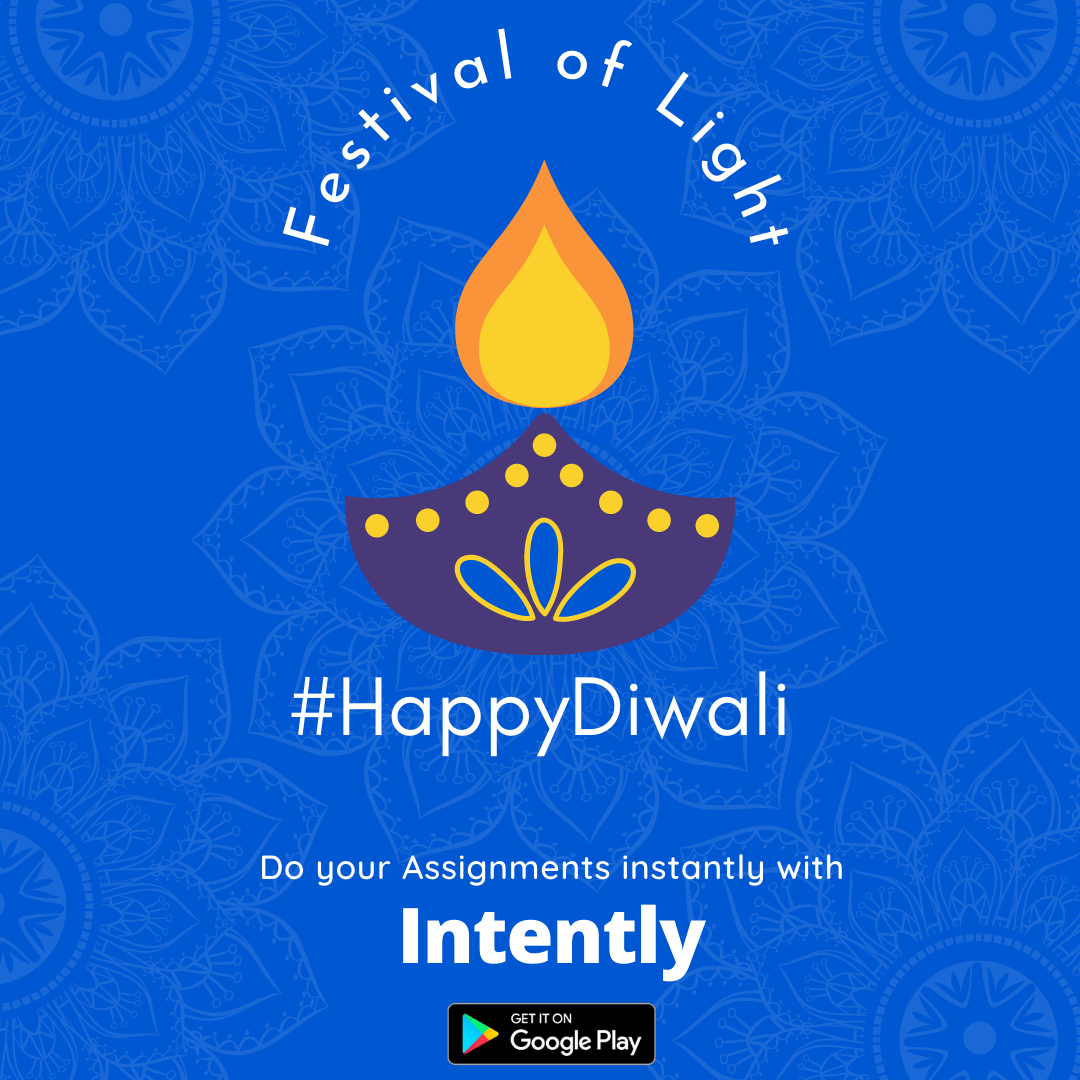 Festival of Light
#HappyDiwali
Do your Assignments instantly with
Intently
GET IT ON
Google Play